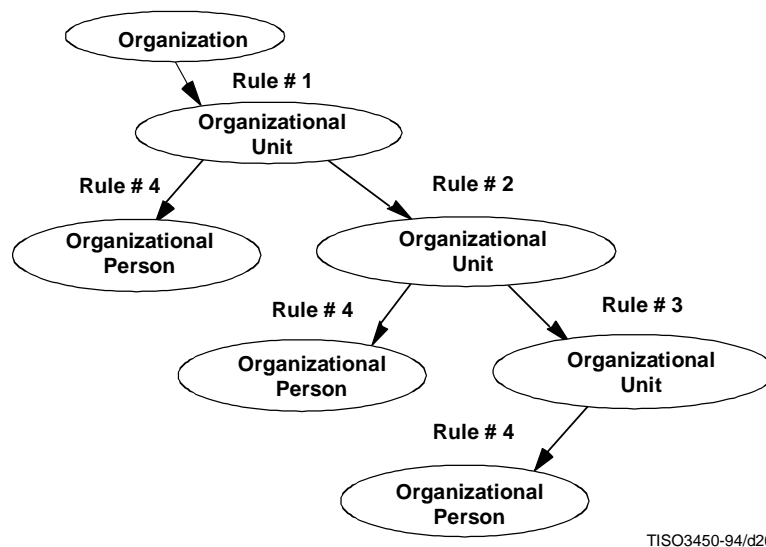 Organization
Rule # 1
Organizational
Unit
Rule # 4
Rule # 2
Organizational
Person
Organizational
Unit
Rule # 4
Rule # 3
Organizational
Person
Organizational
Unit
Rule # 4
Organizational
Person